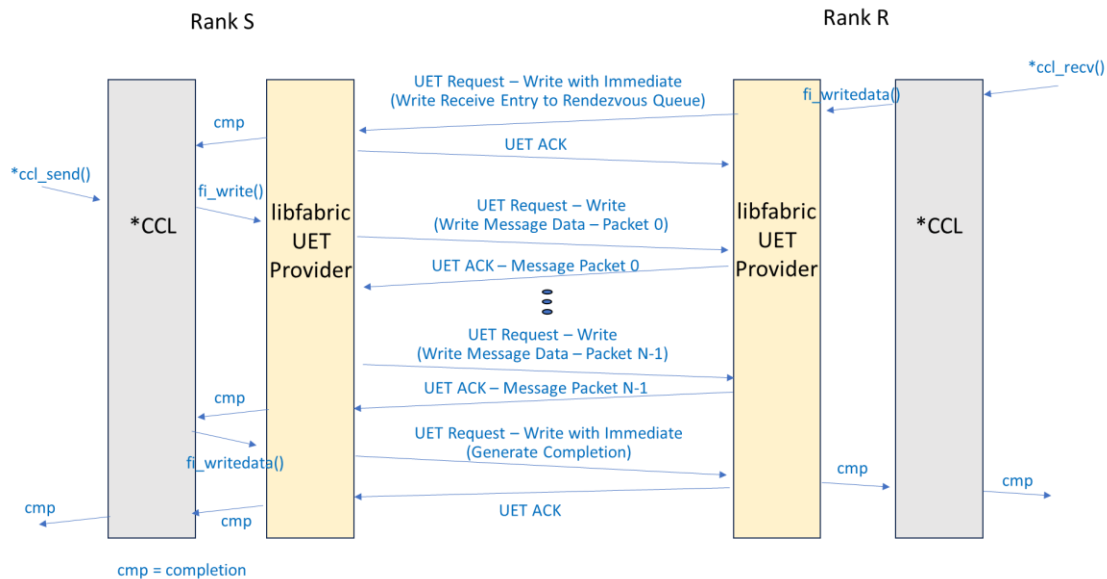 Rank S
Rank R
*ccl_recv()
UET Request – Write with Immediate
(Write Receive Entry to Rendezvous Queue)
fi_writedata()
cmp
UET ACK
*ccl_send()
fi_write()
*CCL
libfabric
UET
Provider
UET Request – Write
(Write Message Data – Packet 0)
UET ACK – Message Packet 0
libfabric
UET
Provider
*CCL
UET Request – Write
(Write Message Data – Packet N-1)
UET ACK – Message Packet N-1
cmp
UET Request – Write with Immediate
(Generate Completion)
fi_writedata()
cmp
cmp
UET ACK
cmp
cmp
cmp = completion